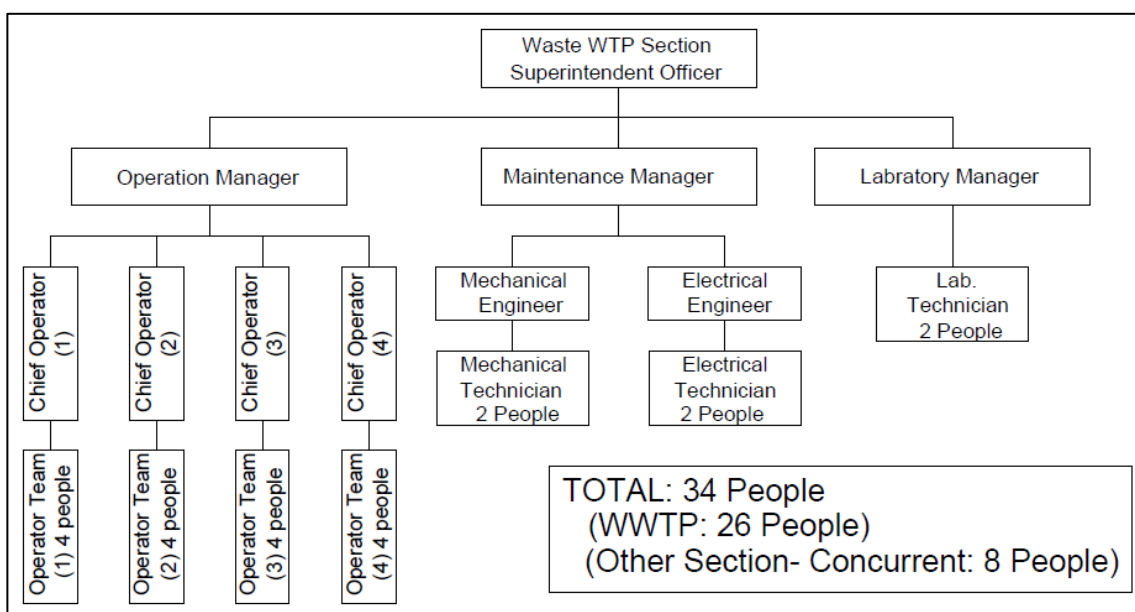 Waste WTP Section
Superintendent Officer
Operation Manager
Maintenance Manager
Labratory Manager
Chief Operator
(1)
Chief Operator
(2)
Chief Operator
(3)
Chief Operator
(4)
Mechanical
Engineer
Electrical
Engineer
Lab.
Technician
2 People
Mechanical
Technician
2 People
Electrical
Technician
2 People
Operator Team
(1) 4 people
Operator Team
(2) 4 people
Operator Team
(3) 4 people
Operator Team
(4) 4 people
TOTAL: 34 People
(WWTP: 26 People)
(Other Section- Concurrent: 8 People)